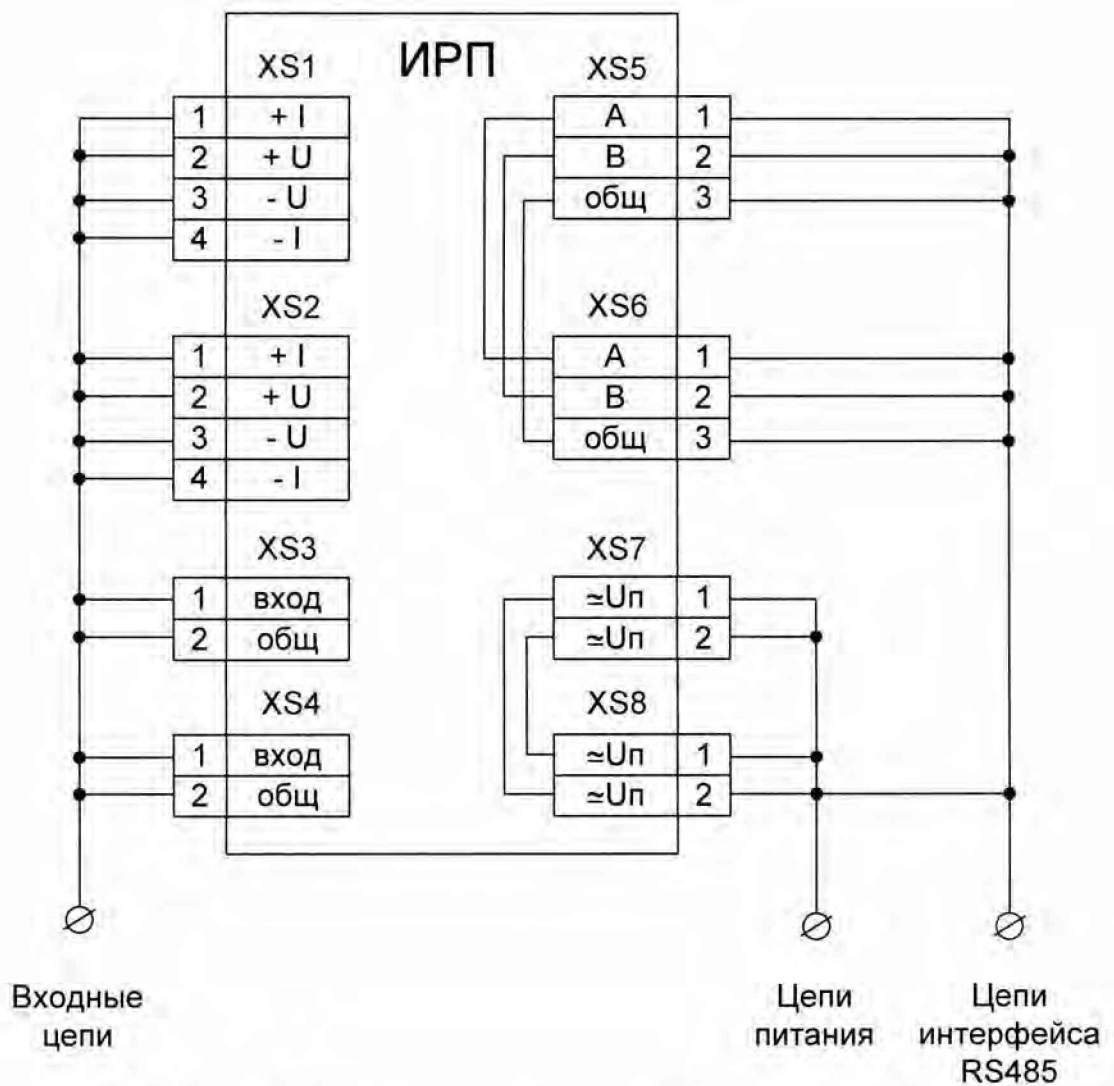 ИРП
XS1
1 + I
2 + U
3 - U
4 - I
XS2
1 + I
2 + U
3 - U
4 - I
XS3
1 вход
2 общ
XS4
1 вход
2 общ
XS5
A 1
B 2
общ 3
XS6
A 1
B 2
общ 3
XS7
≃Uп 1
≃Uп 2
XS8
≃Uп 1
≃Uп 2
Входные
цепи
Цепи
питания
Цепи
интерфейса
RS485